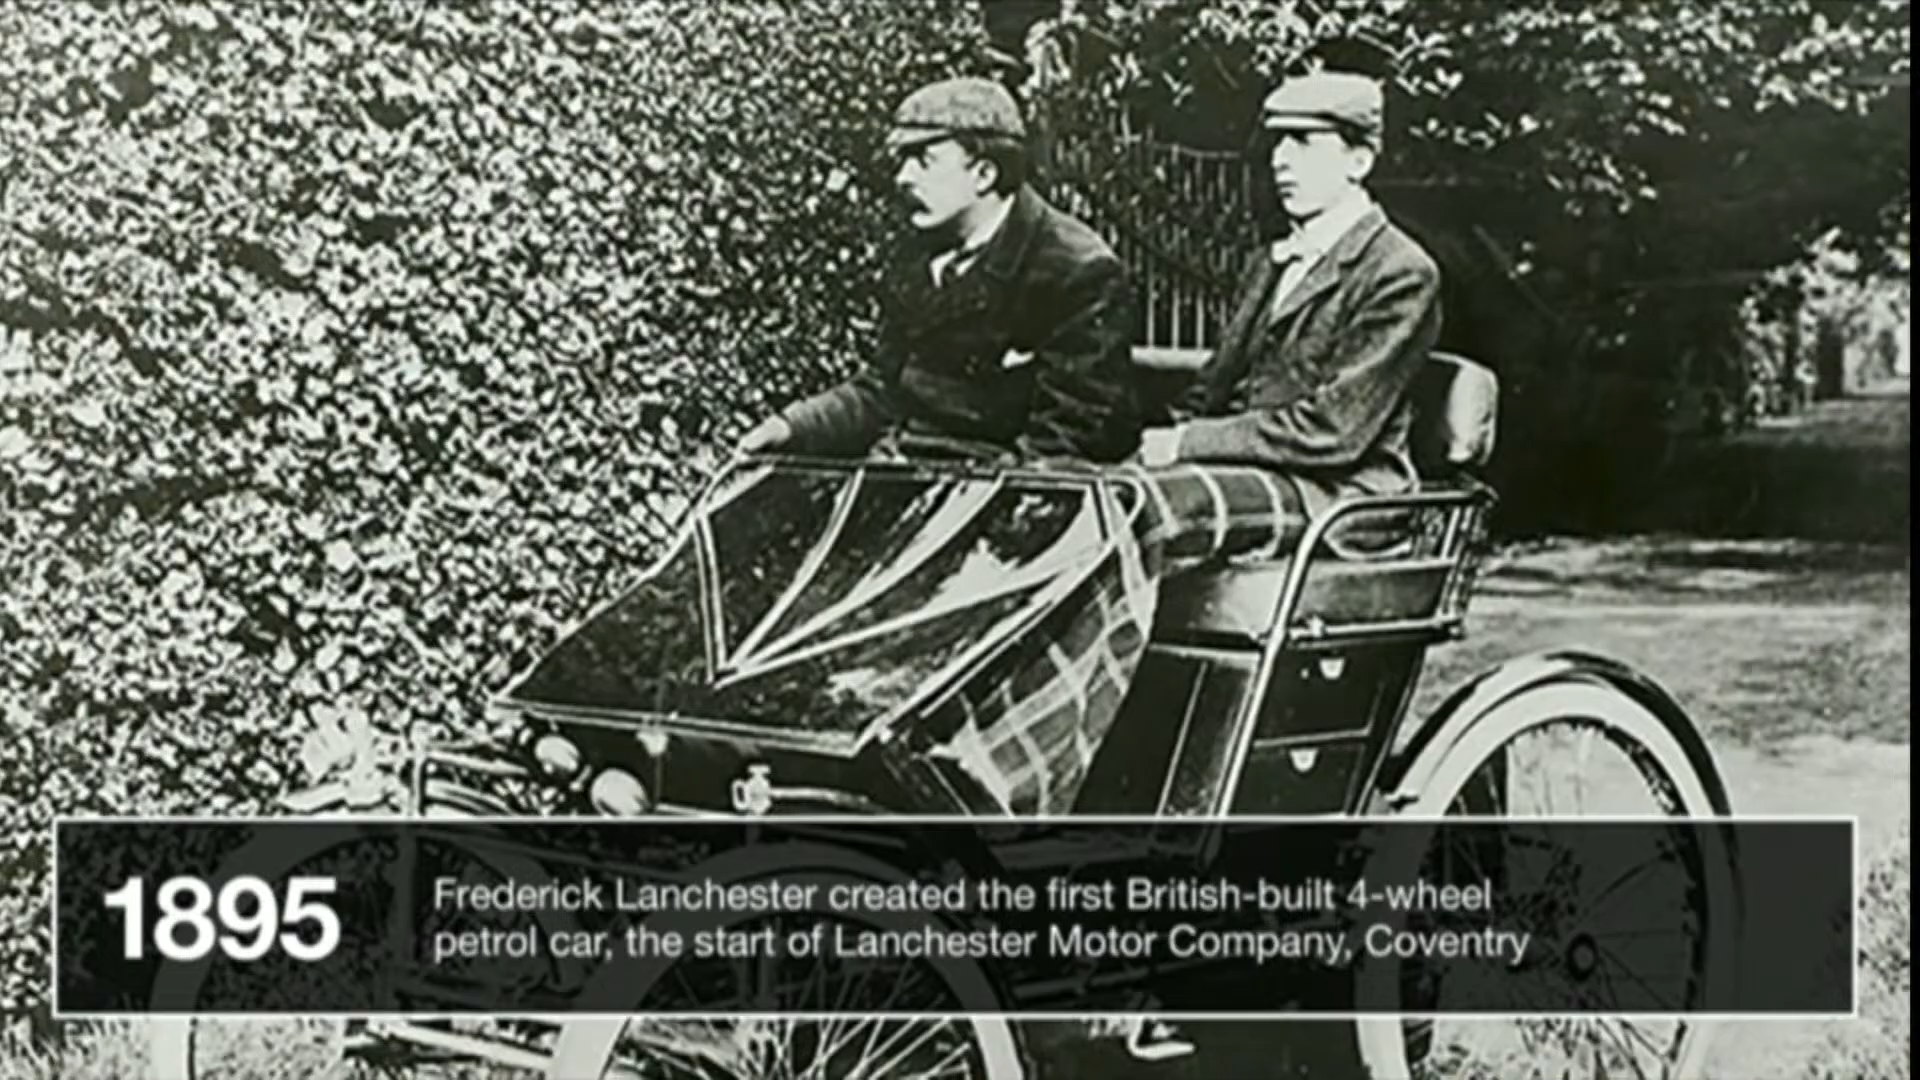 1895
Frederick Lanchester created the first British-built 4-wheel
petrol car, the start of Lanchester Motor Company, Coventry